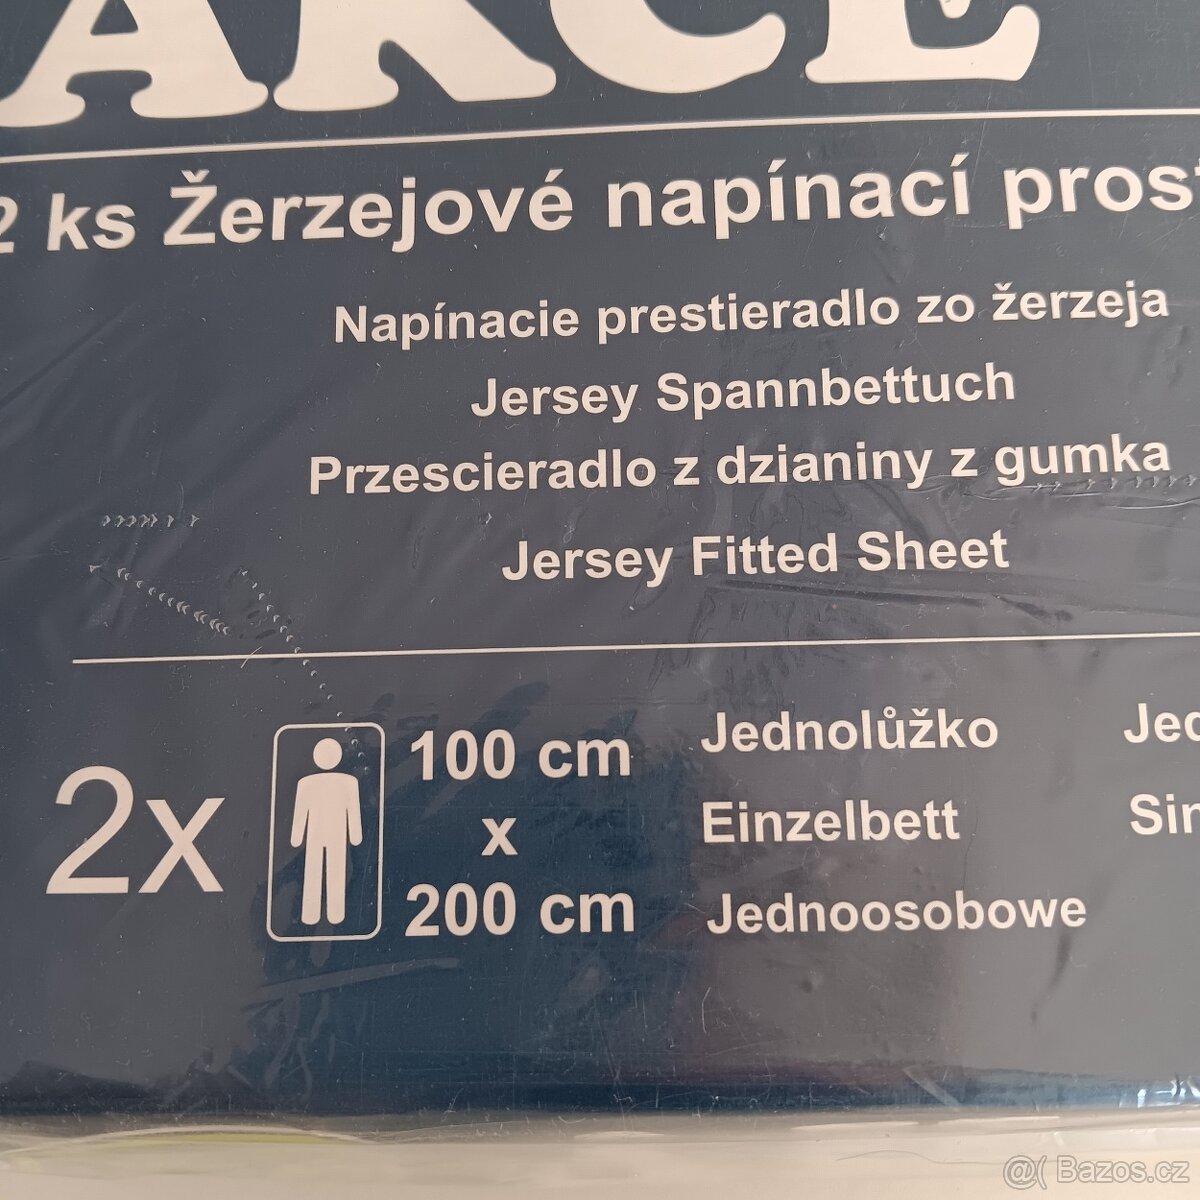 AKCE
2 ks Žerzejové napínací
Napínacie prestieradlo zo žerzeja
Jersey Spannbettuch
Przescieradlo z dzianiny z gumka
Jersey Fitted Sheet
2x
100 cm
x
200 cm
Jednolůžko
Einzelbett
Jednoosobowe
@( Bazos.cz